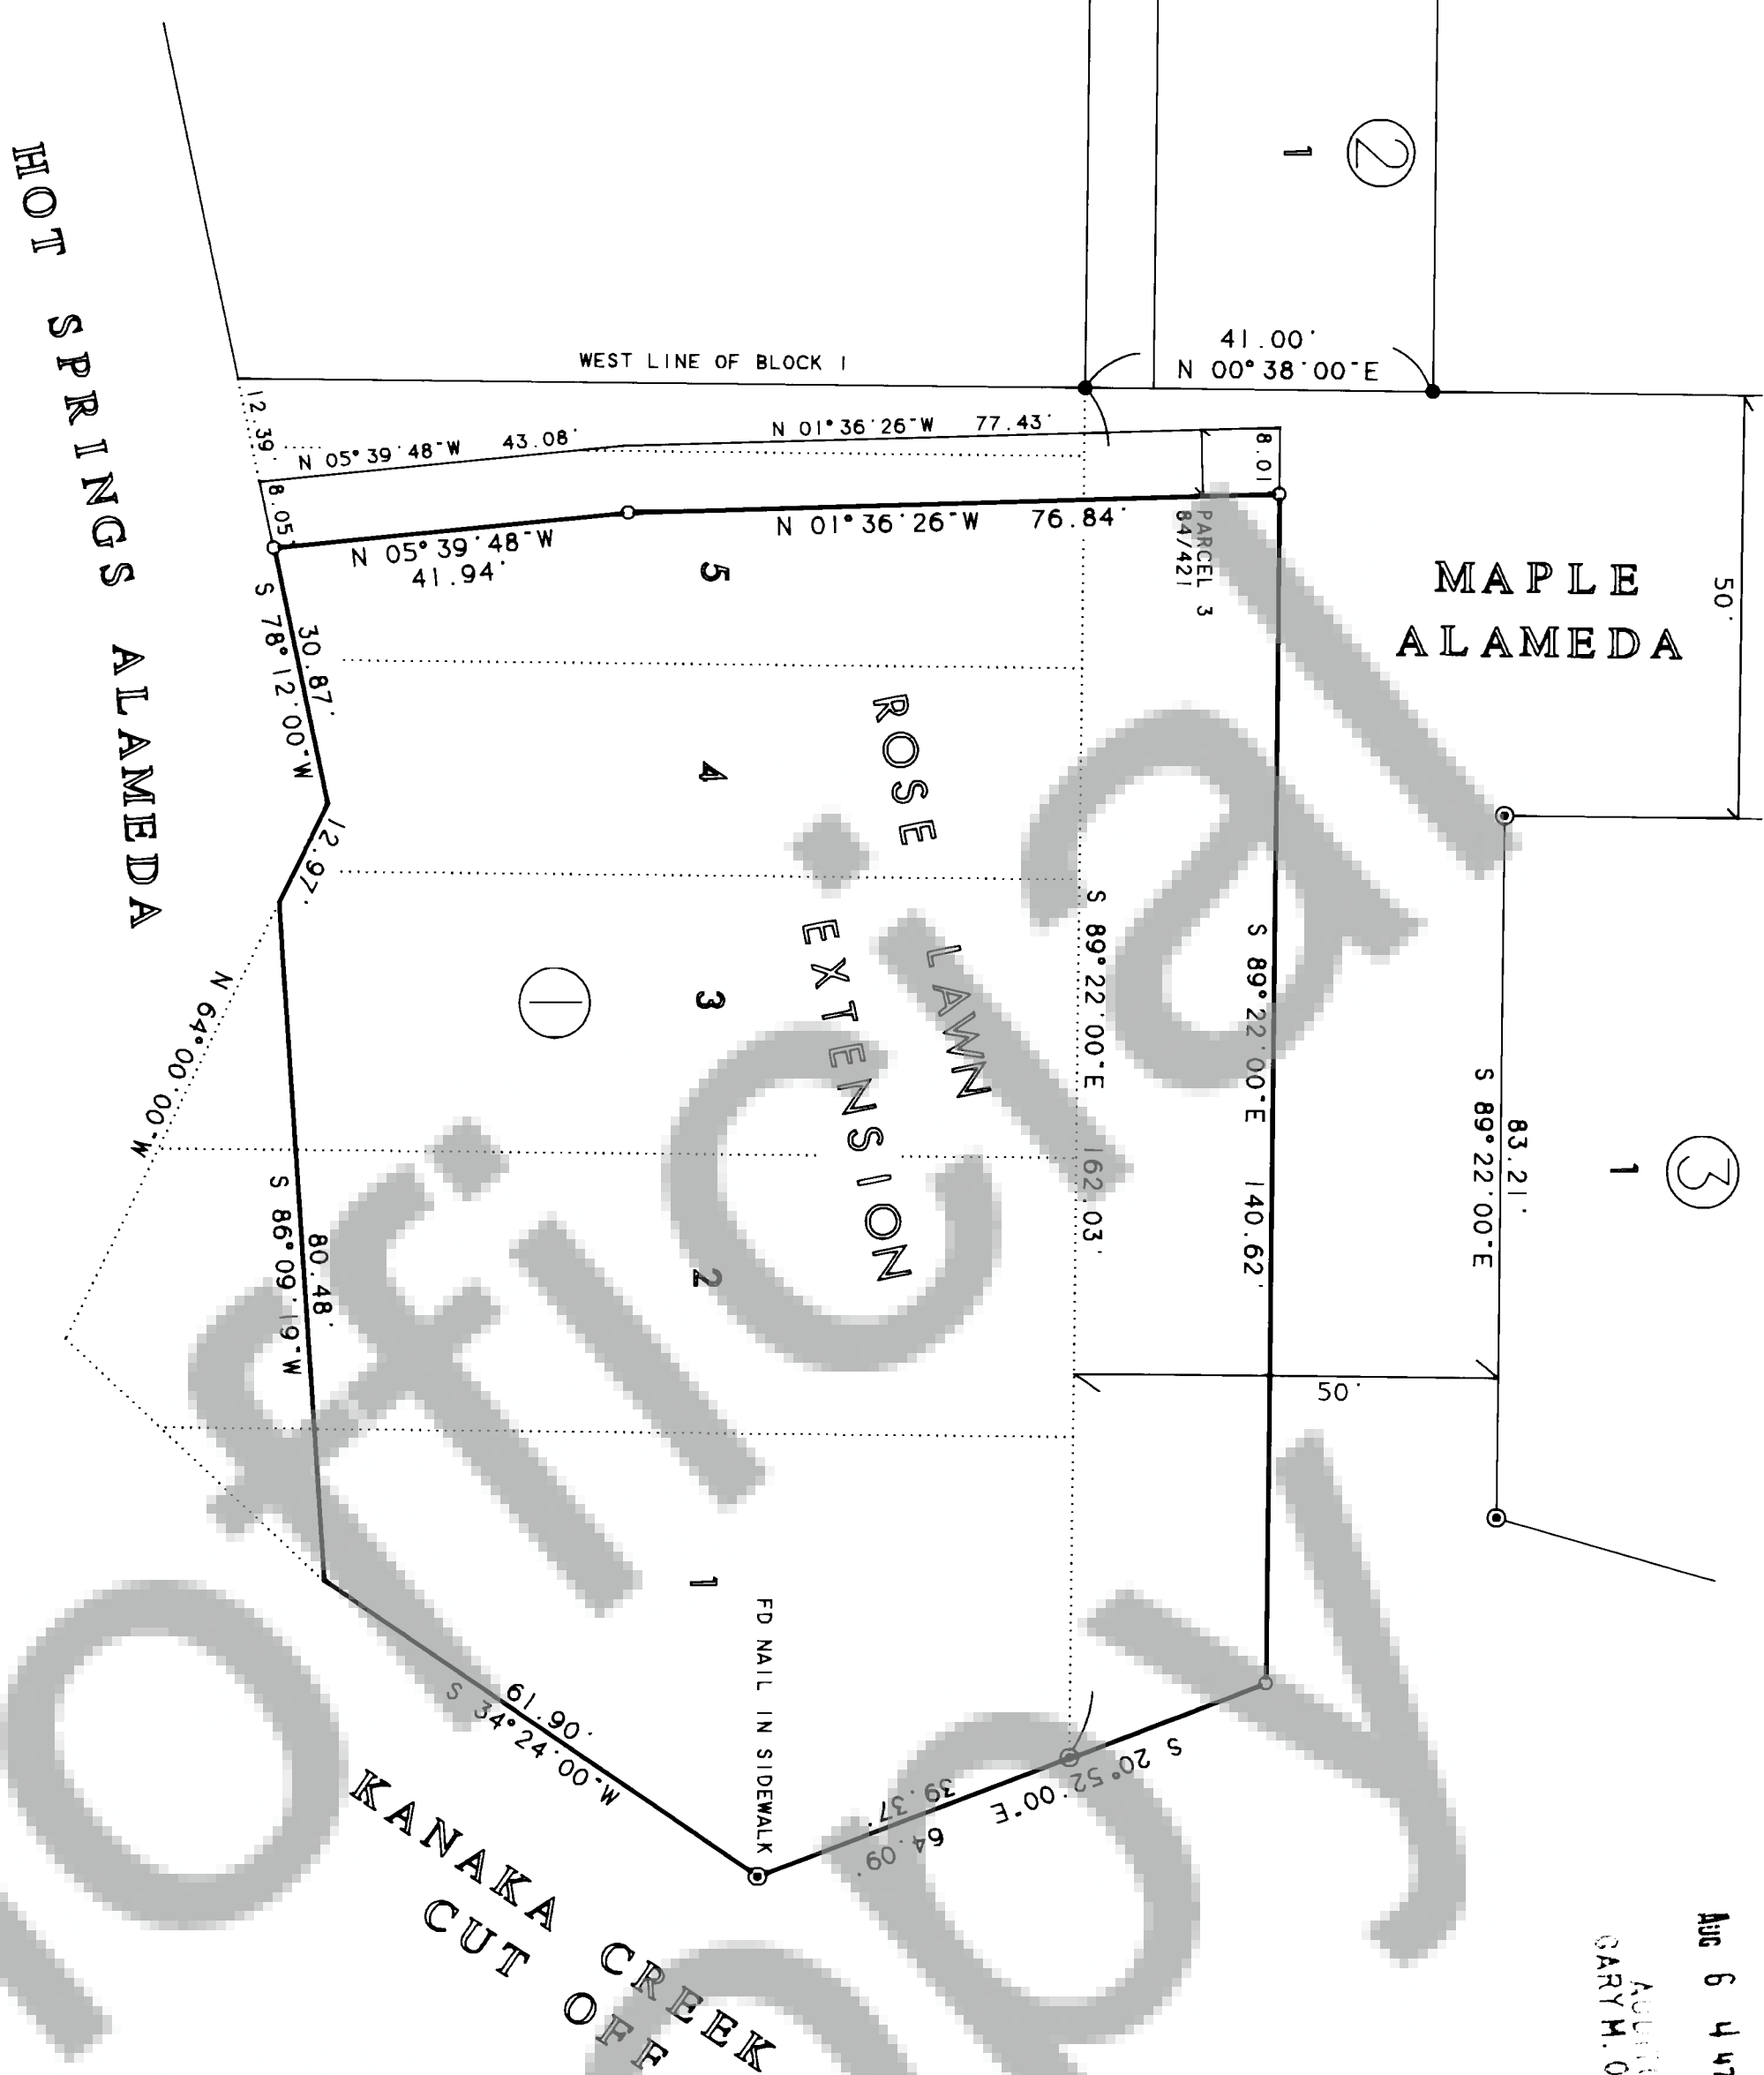 HOT SPRINGS ALAMEDA
2
1
41.00'
N 00°38'00"E
WEST LINE OF BLOCK 1
12.39
N 05°39'48"W 43.08'
N 01°36'26"W 77.43'
8.01
8.05'
N 05°39'48"W
41.94'
N 01°36'26"W 76.84'
PARCEL 3
84/421
MAPLE
ALAMEDA
50'
30.87'
S 78°12'00"W
12.97'
5
4
3
2
1
1
ROSE LAWN
EXTENSION
S 89°22'00"E 162.03'
S 89°22'00"E 140.62'
83.21'
S 89°22'00"E
3
1
50'
N 64°00'00"W
80.48'
S 86°09'19"W
61.90'
S 34°24'00"W
FD NAIL IN SIDEWALK
S 20°52'00"E
39.37'
64.09'
KANAKA CREEK
CUT OFF
AUG 6 4 47
GARY M. O